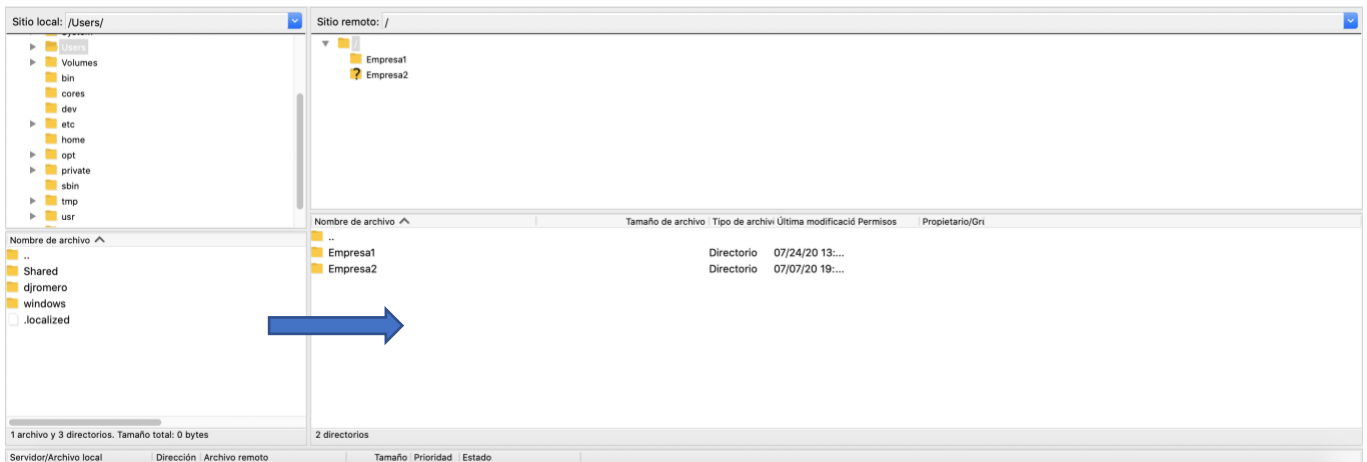 Sitio local: /Users/
Sitio remoto: /
System
Users
Volumes
bin
cores
dev
etc
home
opt
private
sbin
tmp
usr
/
Empresa1
Empresa2
Nombre de archivo
..
Shared
djromero
windows
.localized
1 archivo y 3 directorios. Tamaño total: 0 bytes
Nombre de archivo Tamaño de archivo Tipo de archivo Última modificació Permisos Propietario/Gru
..
Empresa1 Directorio 07/24/20 13:...
Empresa2 Directorio 07/07/20 19:...
2 directorios
Servidor/Archivo local Dirección Archivo remoto Tamaño Prioridad Estado